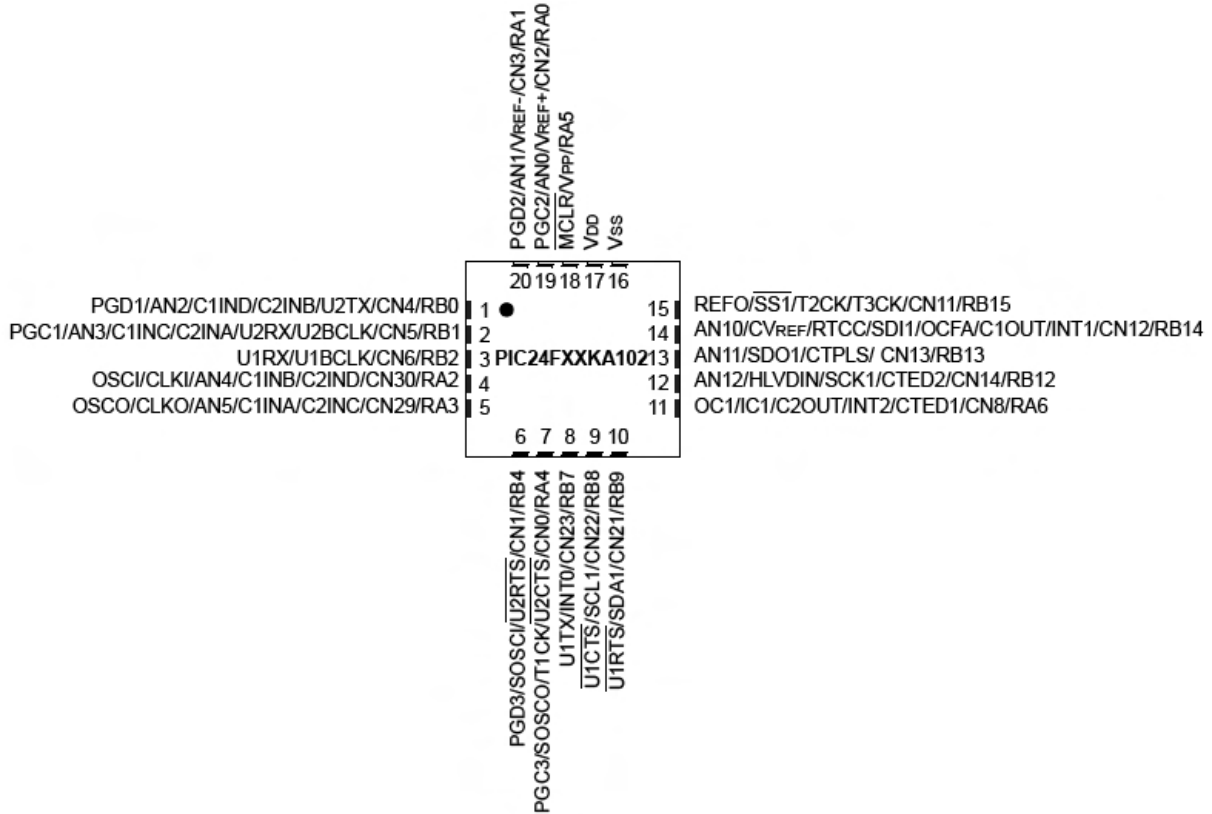 PGD2/AN1/VREF-/CN3/RA1
PGC2/AN0/VREF+/CN2/RA0
MCLR/VPP/RA5
VDD
VSS
20 19 18 17 16
PGD1/AN2/C1IND/C2INB/U2TX/CN4/RB0 1
PGC1/AN3/C1INC/C2INA/U2RX/U2BCLK/CN5/RB1 2
U1RX/U1BCLK/CN6/RB2 3
OSCI/CLKI/AN4/C1INB/C2IND/CN30/RA2 4
OSCO/CLKO/AN5/C1INA/C2INC/CN29/RA3 5
PIC24FXXKA102
15 REFO/SS1/T2CK/T3CK/CN11/RB15
14 AN10/CVREF/RTCC/SDI1/OCFA/C1OUT/INT1/CN12/RB14
13 AN11/SDO1/CTPLS/ CN13/RB13
12 AN12/HLVDIN/SCK1/CTED2/CN14/RB12
11 OC1/IC1/C2OUT/INT2/CTED1/CN8/RA6
6 7 8 9 10
PGD3/SOSCI/U2RTS/CN1/RB4
PGC3/SOSCO/T1CK/U2CTS/CN0/RA4
U1TX/INT0/CN23/RB7
U1CTS/SCL1/CN22/RB8
U1RTS/SDA1/CN21/RB9